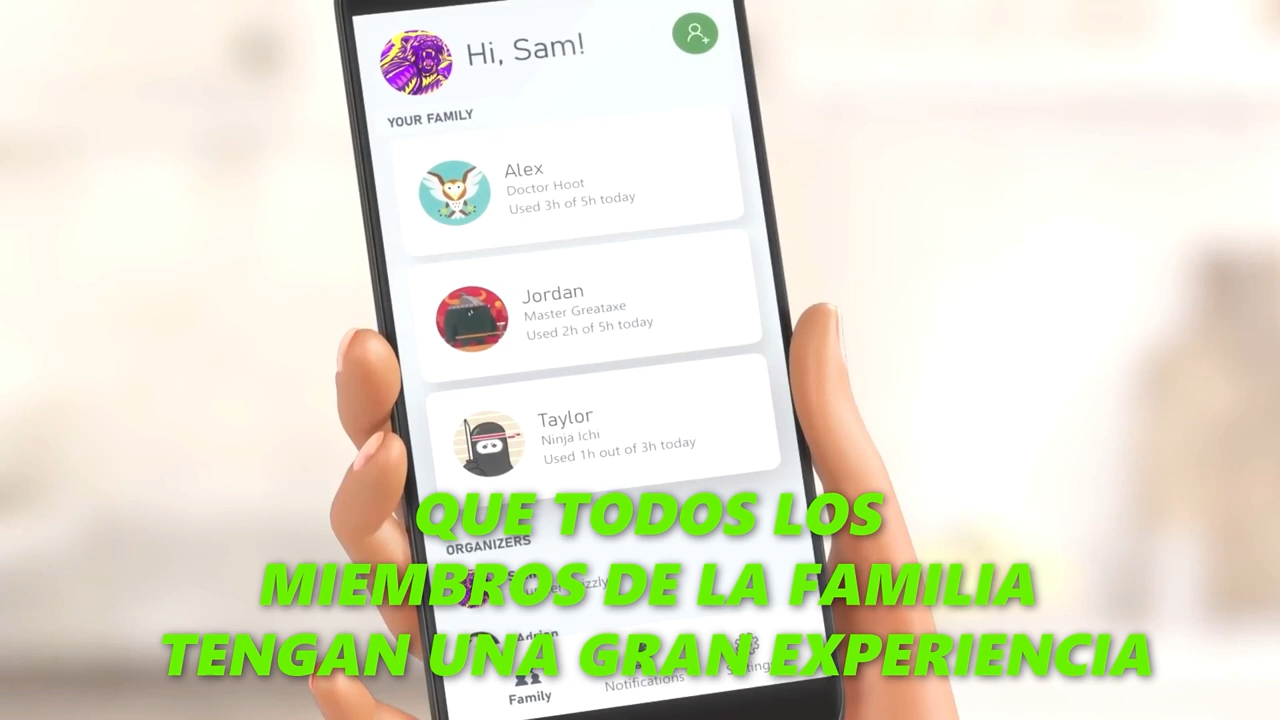 Hi, Sam!
YOUR FAMILY
Alex
Doctor Hoot
Used 3h of 5h today
Jordan
Master Greataxe
Used 2h of 5h today
Taylor
Ninja Ichi
Used 1h out of 3h today
QUE TODOS LOS
ORGANIZERS
MIEMBROS DE LA FAMILIA
Adrian
TENGAN UNA GRAN EXPERIENCIA
Family
Notifications